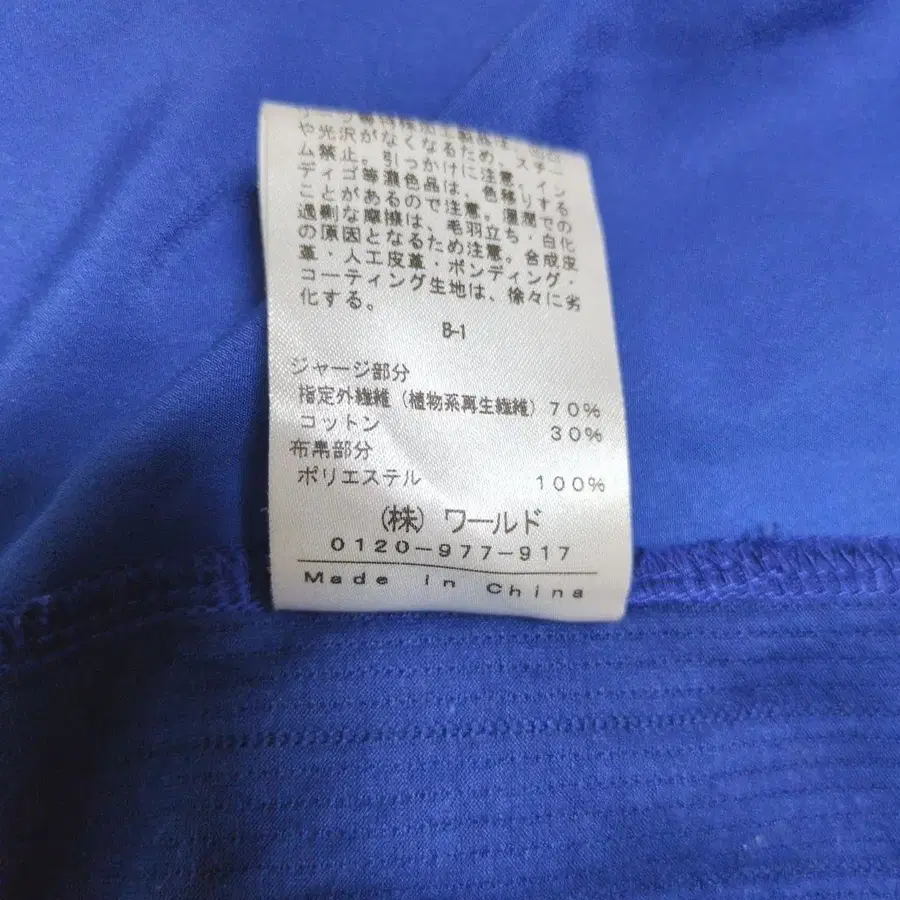 や光沢がなくなるため、スチー
ム禁止。引っかけに注意。イン
ディゴ等濃色品は、色移りする
ことがあるので注意。湿潤での
過剰な摩擦は、毛羽立ち・白化
の原因となるため注意。合成皮
革・人工皮革・ボンディング・
コーティング生地は、徐々に劣
化する。
B-1
ジャージ部分
指定外繊維(植物系再生繊維) 70%
コットン 30%
布帛部分
ポリエステル 100%
(株) ワールド
0120-977-917
Made in China